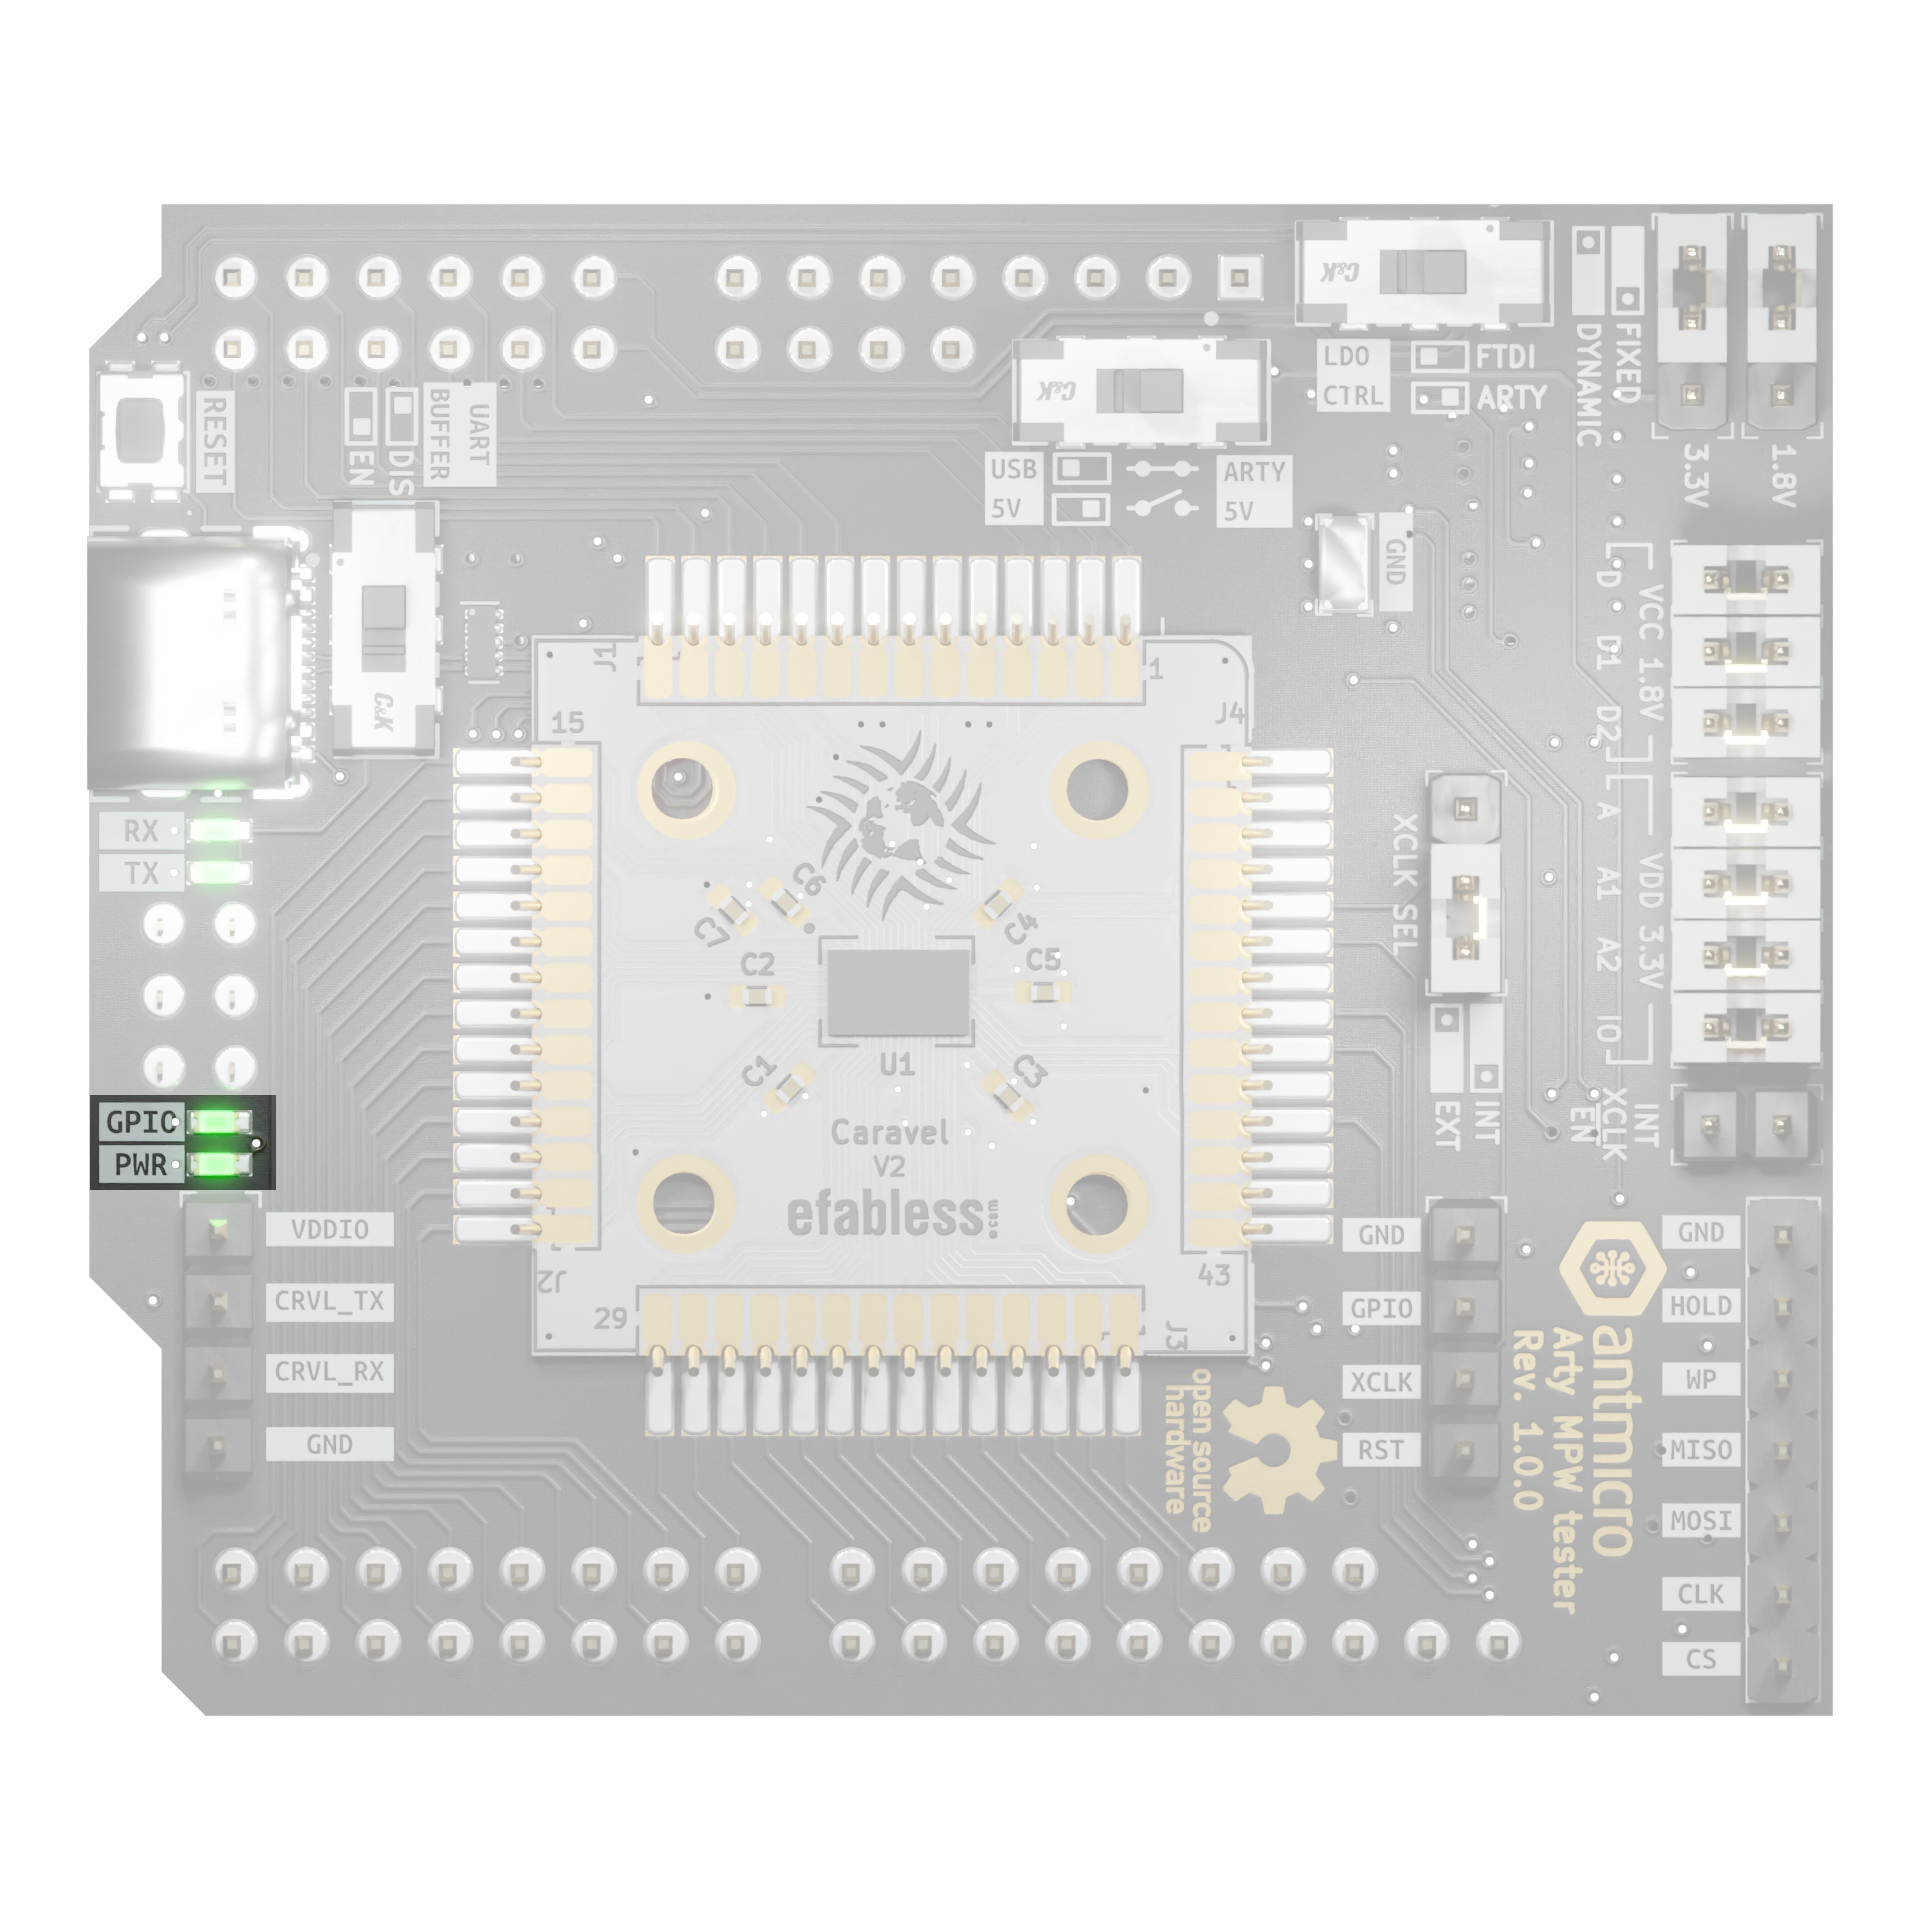 C&K
LDO
CTRL
FTDI
ARTY
DYNAMIC
FIXED
3.3V
1.8V
C&K
USB
5V
ARTY
5V
RESET
EN
DIS
UART
BUFFER
C&K
GND
J1
1
15
J4
D
D1
D2
VCC 1.8V
A
A1
A2
IO
VDD 3.3V
RX
TX
XCLK SEL
C6
C7
C4
C2
C5
U1
C1
C3
Caravel
V2
efabless.com
J2
29
43
J3
EXT
INT
INT
XCLK
EN
GPIO
PWR
VDDIO
CRVL_TX
CRVL_RX
GND
GND
GPIO
XCLK
RST
open source
hardware
antmicro
Arty MPW tester
Rev. 1.0.0
GND
HOLD
WP
MISO
MOSI
CLK
CS